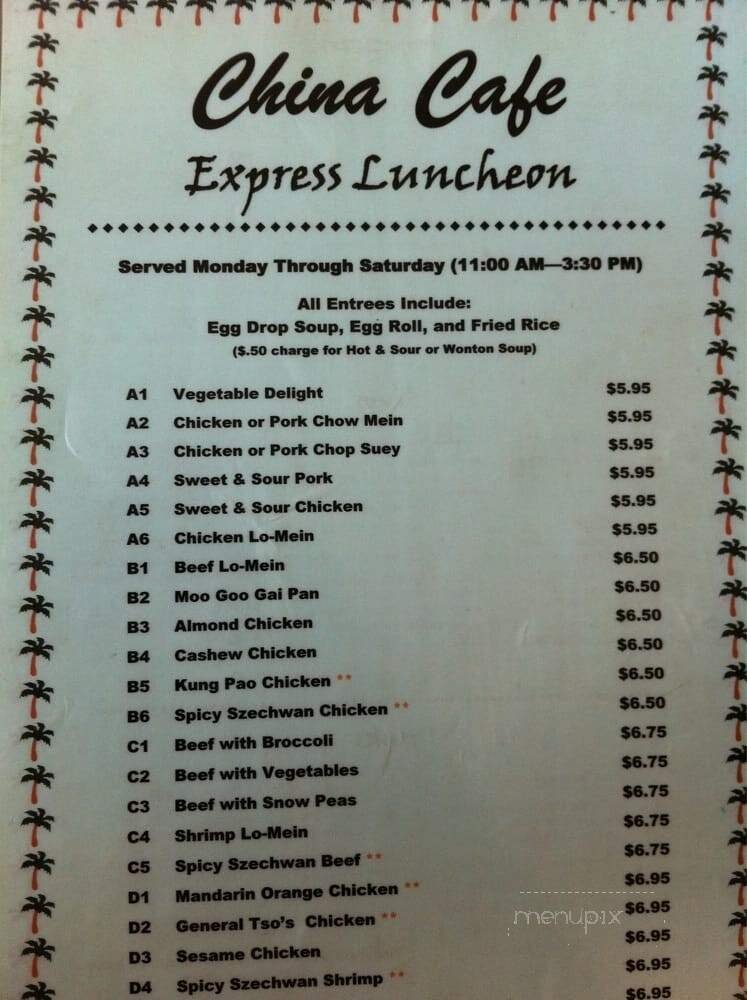 China Cafe
Express Luncheon
Served Monday Through Saturday (11:00 AM—3:30 PM)
All Entrees Include:
Egg Drop Soup, Egg Roll, and Fried Rice
($.50 charge for Hot & Sour or Wonton Soup)
A1 Vegetable Delight $5.95
A2 Chicken or Pork Chow Mein $5.95
A3 Chicken or Pork Chop Suey $5.95
A4 Sweet & Sour Pork $5.95
A5 Sweet & Sour Chicken $5.95
A6 Chicken Lo-Mein $5.95
B1 Beef Lo-Mein $6.50
B2 Moo Goo Gai Pan $6.50
B3 Almond Chicken $6.50
B4 Cashew Chicken $6.50
B5 Kung Pao Chicken ** $6.50
B6 Spicy Szechwan Chicken ** $6.50
C1 Beef with Broccoli $6.75
C2 Beef with Vegetables $6.75
C3 Beef with Snow Peas $6.75
C4 Shrimp Lo-Mein $6.75
C5 Spicy Szechwan Beef ** $6.75
D1 Mandarin Orange Chicken ** $6.95
D2 General Tso's Chicken ** $6.95
D3 Sesame Chicken $6.95
D4 Spicy Szechwan Shrimp ** $6.95
$6.95
menupix